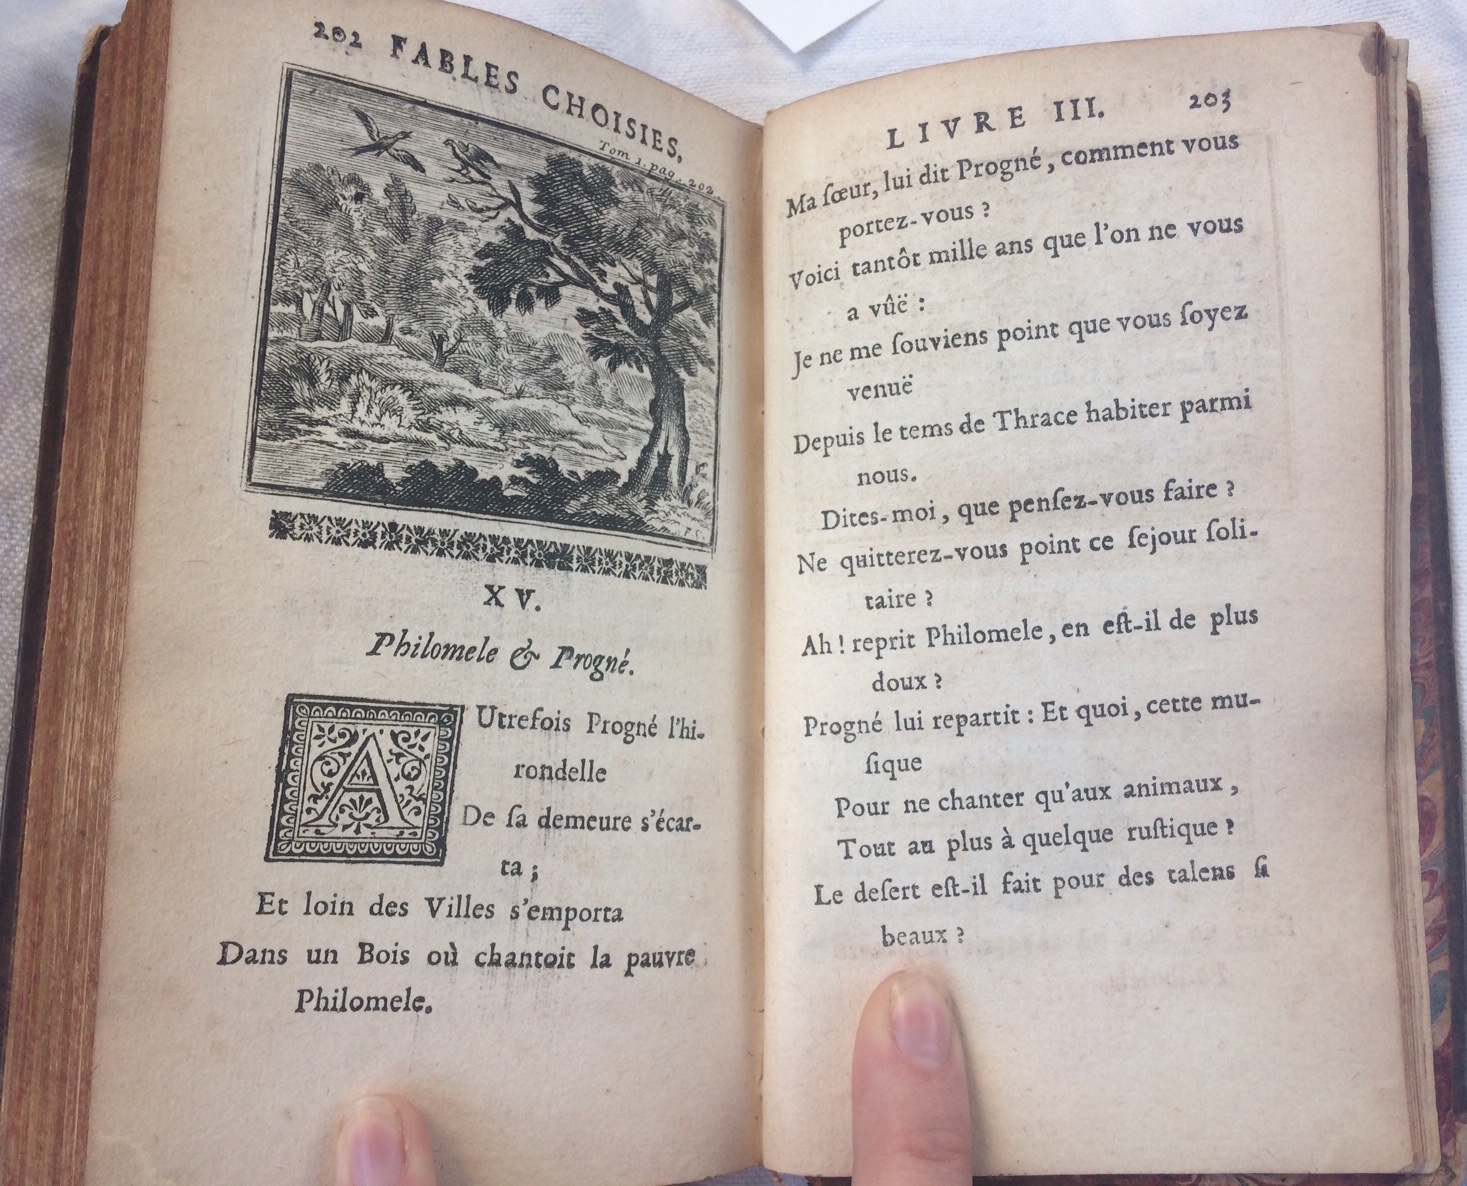 202 FABLES CHOISIES,
Tom 1. pag. 202.
XV.
Philomele & Progné.
AUtrefois Progné l'hi-
rondelle
De ſa demeure s'écar-
ta ;
Et loin des Villes s'emporta
Dans un Bois où chantoit la pauvre
Philomele.
LIVRE III. 203
Ma ſœur, lui dit Progné, comment vous
portez-vous ?
Voici tantôt mille ans que l'on ne vous
a vûë :
Je ne me ſouviens point que vous ſoyez
venuë
Depuis le tems de Thrace habiter parmi
nous.
Dites-moi, que penſez-vous faire ?
Ne quitterez-vous point ce ſejour ſoli-
taire ?
Ah ! reprit Philomele, en eſt-il de plus
doux ?
Progné lui repartit : Et quoi, cette mu-
ſique
Pour ne chanter qu'aux animaux,
Tout au plus à quelque ruſtique ?
Le deſert eſt-il fait pour des talens ſi
beaux ?